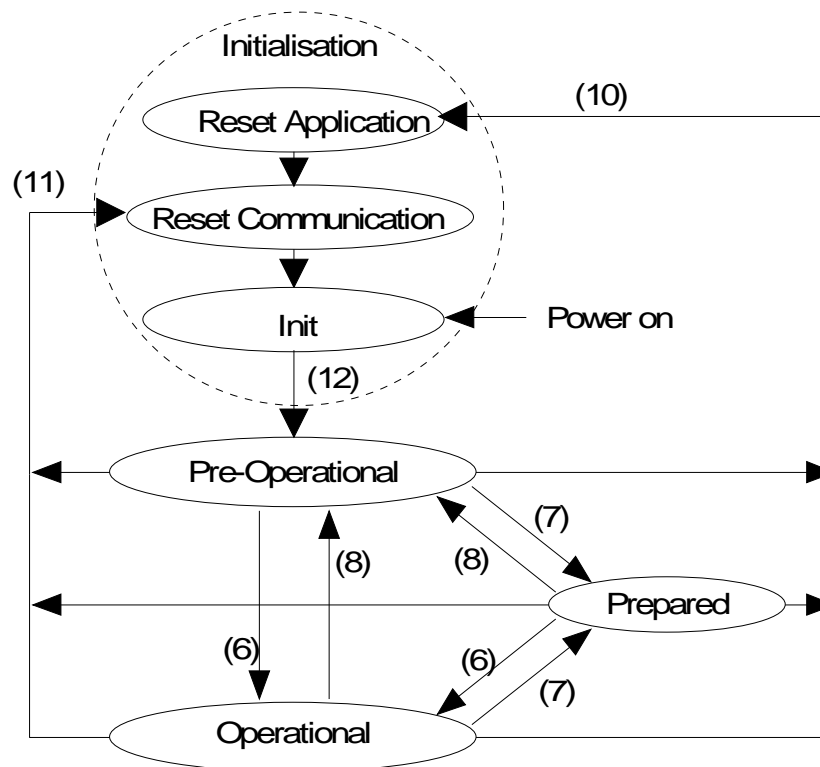 Initialisation
(10)
Reset Application
(11)
Reset Communication
Init
Power on
(12)
Pre-Operational
(7)
(8)
(8)
Prepared
(6)
(6)
(7)
Operational